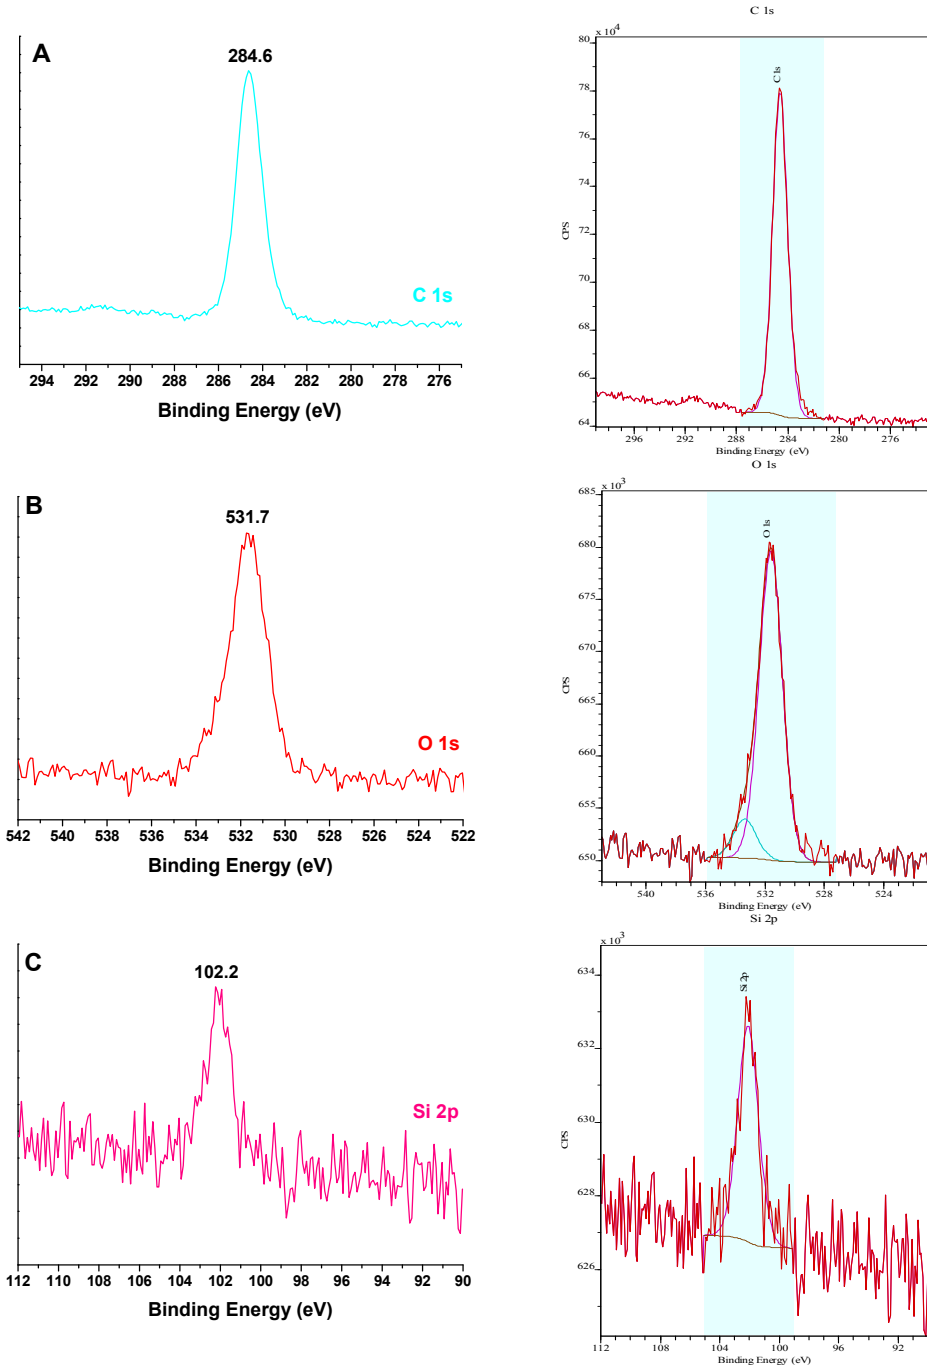 A
284.6
C 1s
294 292 290 288 286 284 282 280 278 276
Binding Energy (eV)
C 1s
x 10^4
80
78
76
74
72
70
68
66
64
CPS
C 1s
296 292 288 284 280 276
Binding Energy (eV)
B
531.7
O 1s
542 540 538 536 534 532 530 528 526 524 522
Binding Energy (eV)
O 1s
x 10^3
685
680
675
670
665
660
655
650
CPS
O 1s
540 536 532 528 524
Binding Energy (eV)
C
102.2
Si 2p
112 110 108 106 104 102 100 98 96 94 92 90
Binding Energy (eV)
Si 2p
x 10^3
634
632
630
628
626
CPS
Si 2p
112 108 104 100 96 92
Binding Energy (eV)